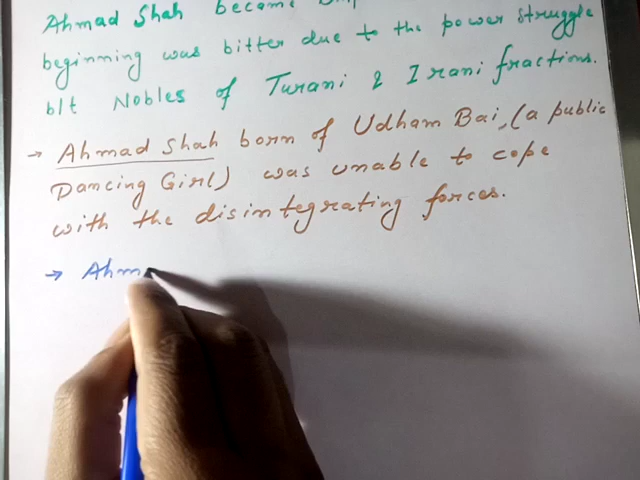 Ahmad Shah became
beginning was bitter due to the power struggle
b/t Nobles of Turani & Irani fractions.
→ Ahmad Shah born of Udham Bai, (a public
Dancing Girl) was unable to cope
with the disintegrating forces.
→ Ahm